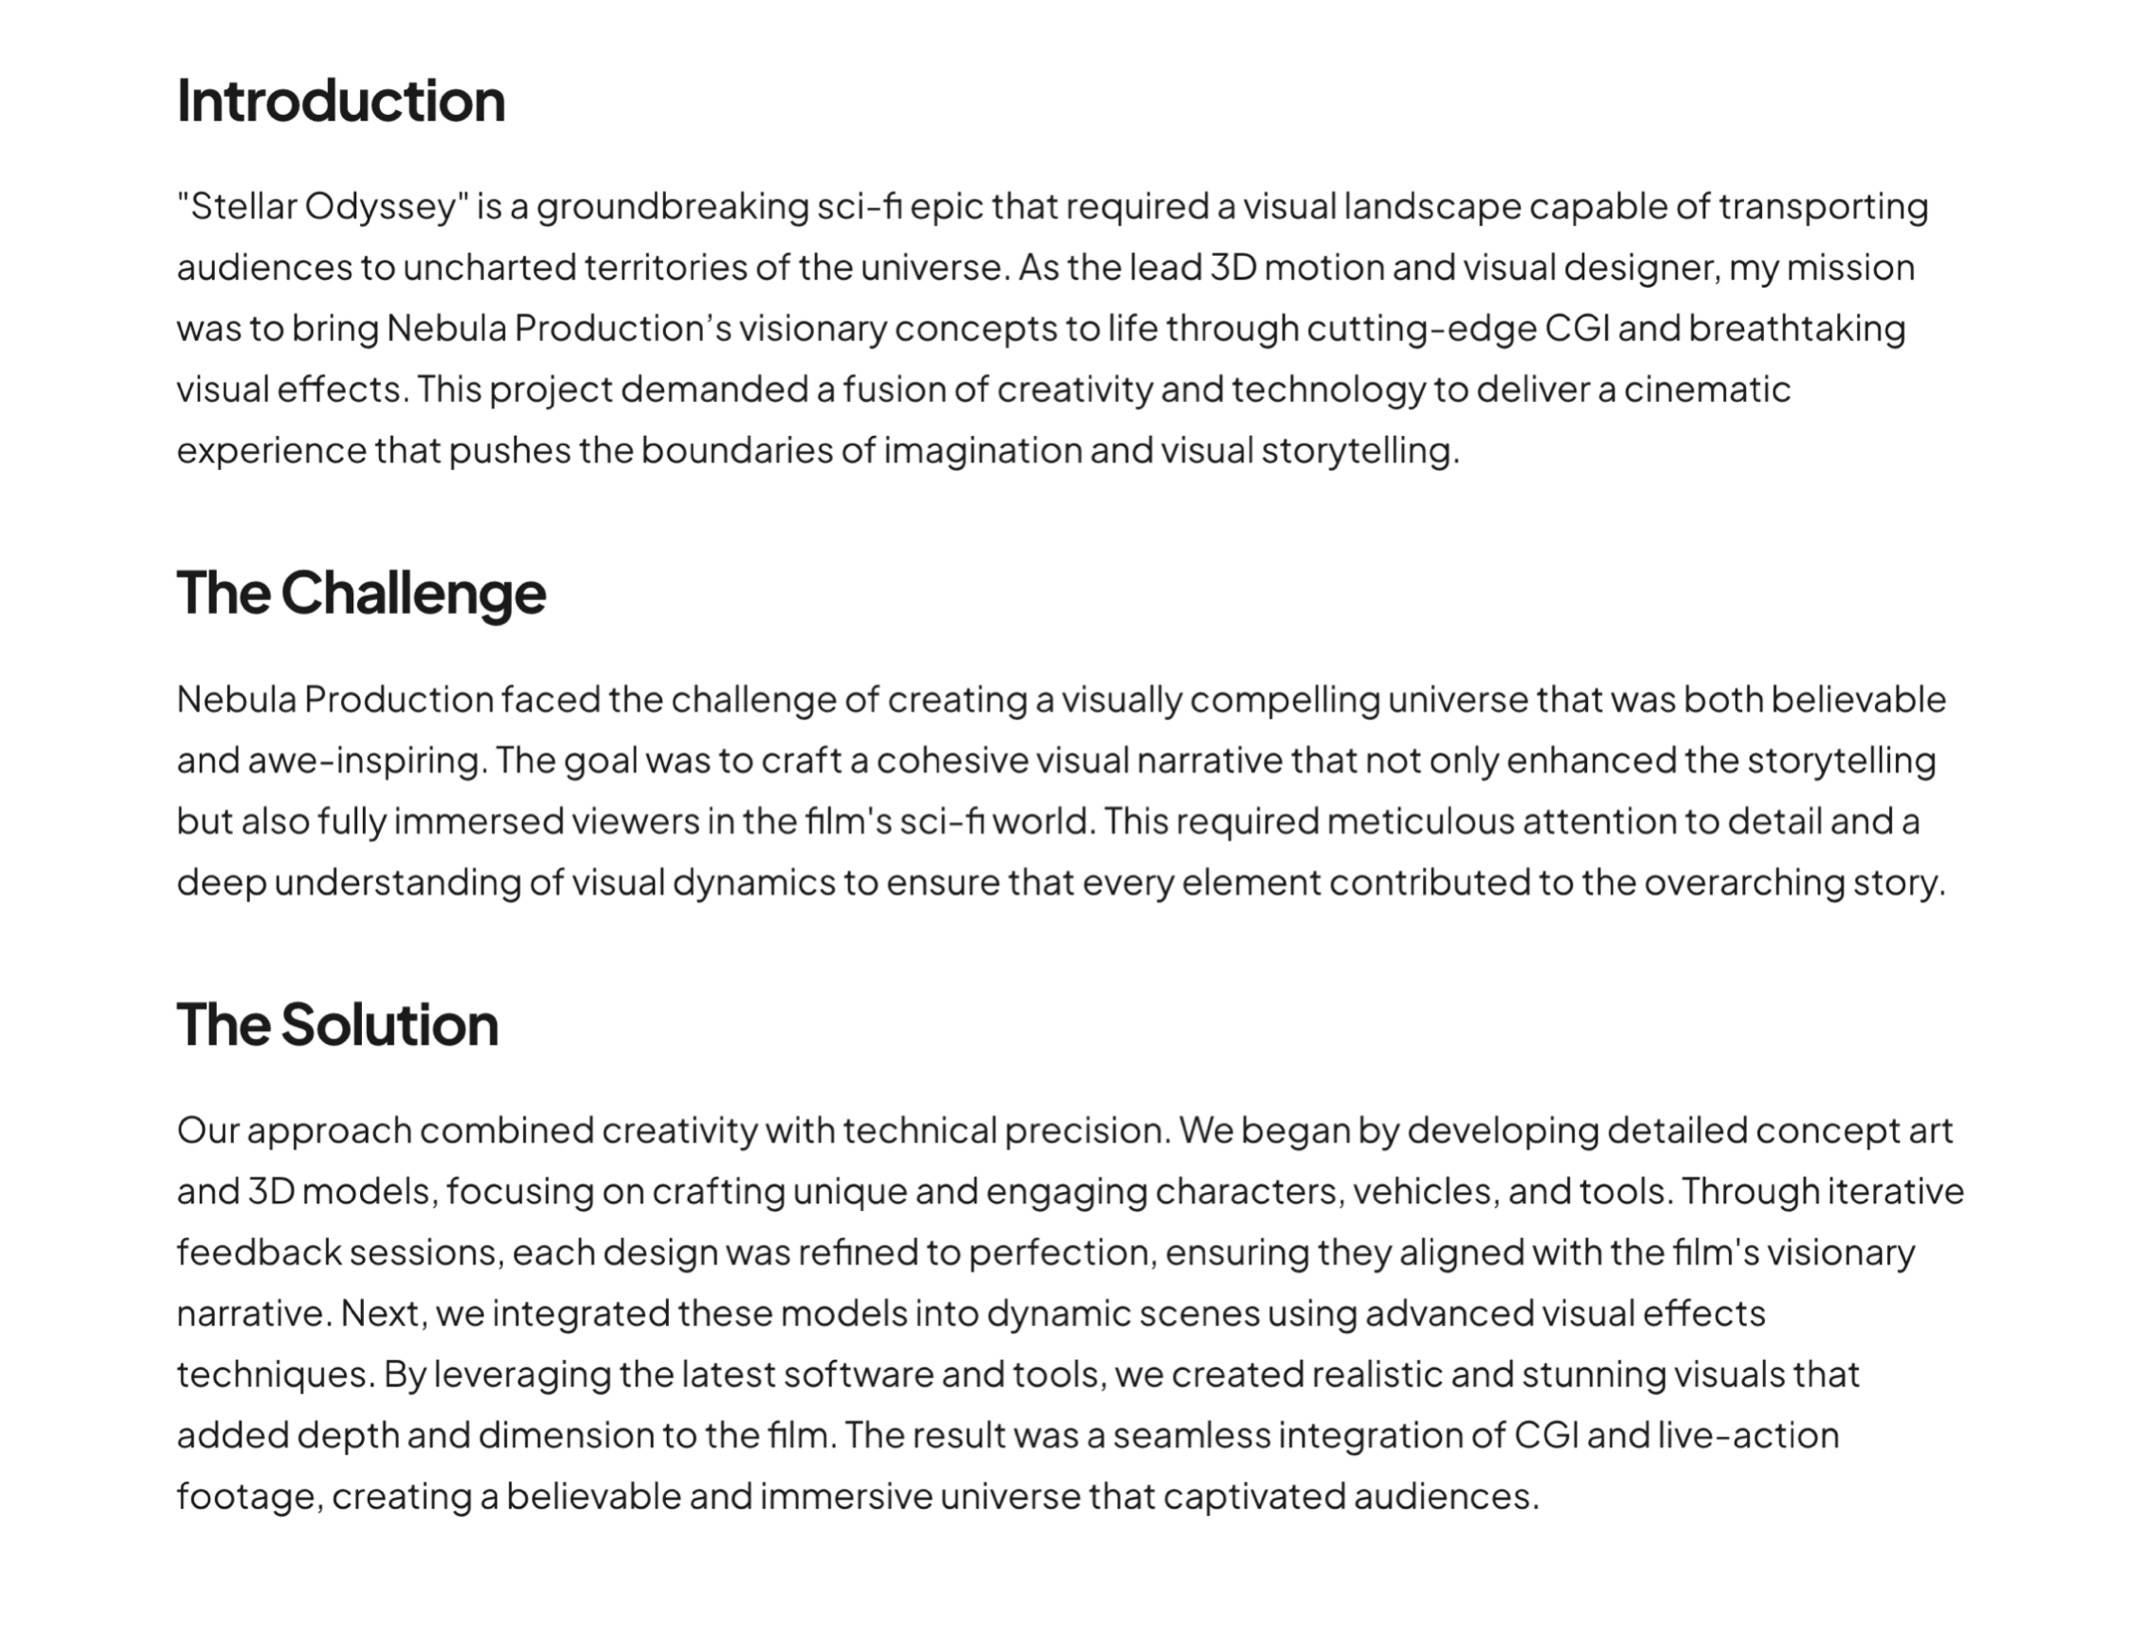 Introduction
"Stellar Odyssey" is a groundbreaking sci-fi epic that required a visual landscape capable of transporting
audiences to uncharted territories of the universe. As the lead 3D motion and visual designer, my mission
was to bring Nebula Production’s visionary concepts to life through cutting-edge CGI and breathtaking
visual effects. This project demanded a fusion of creativity and technology to deliver a cinematic
experience that pushes the boundaries of imagination and visual storytelling.
The Challenge
Nebula Production faced the challenge of creating a visually compelling universe that was both believable
and awe-inspiring. The goal was to craft a cohesive visual narrative that not only enhanced the storytelling
but also fully immersed viewers in the film's sci-fi world. This required meticulous attention to detail and a
deep understanding of visual dynamics to ensure that every element contributed to the overarching story.
The Solution
Our approach combined creativity with technical precision. We began by developing detailed concept art
and 3D models, focusing on crafting unique and engaging characters, vehicles, and tools. Through iterative
feedback sessions, each design was refined to perfection, ensuring they aligned with the film's visionary
narrative. Next, we integrated these models into dynamic scenes using advanced visual effects
techniques. By leveraging the latest software and tools, we created realistic and stunning visuals that
added depth and dimension to the film. The result was a seamless integration of CGI and live-action
footage, creating a believable and immersive universe that captivated audiences.